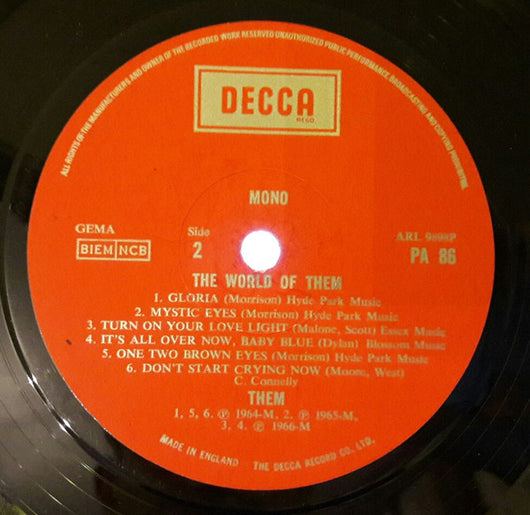 ALL RIGHTS OF THE MANUFACTURERS AND OWNER OF THE RECORDED WORK RESERVED UNAUTHORIZED PUBLIC PERFORMANCE BROADCASTING AND COPYING PROHIBITED
DECCA
REGD.
MONO
GEMA
BIEM NCB
Side
2
ARL 9898P
PA 86
THE WORLD OF THEM
1. GLORIA (Morrison) Hyde Park Music
2. MYSTIC EYES (Morrison) Hyde Park Music
3. TURN ON YOUR LOVE LIGHT (Malone, Scott) Essex Music
4. IT'S ALL OVER NOW, BABY BLUE (Dylan) Blossom Music
5. ONE TWO BROWN EYES (Morrison) Hyde Park Music
6. DON'T START CRYING NOW (Moore, West)
C. Connelly
THEM
1, 5, 6. ℗ 1964-M, 2. ℗ 1965-M,
3, 4. ℗ 1966-M
MADE IN ENGLAND THE DECCA RECORD CO. LTD.